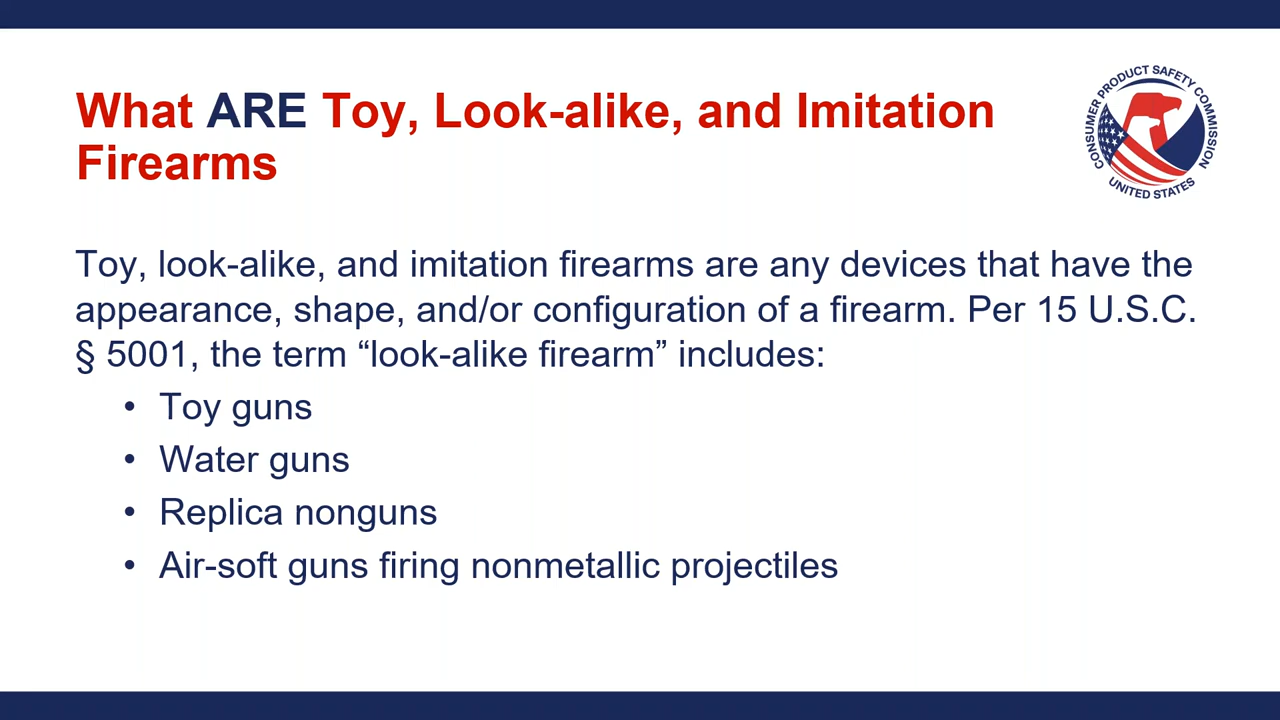 What ARE Toy, Look-alike, and Imitation
Firearms
CONSUMER PRODUCT SAFETY COMMISSION
UNITED STATES
Toy, look-alike, and imitation firearms are any devices that have the
appearance, shape, and/or configuration of a firearm. Per 15 U.S.C.
§ 5001, the term “look-alike firearm” includes:
• Toy guns
• Water guns
• Replica nonguns
• Air-soft guns firing nonmetallic projectiles